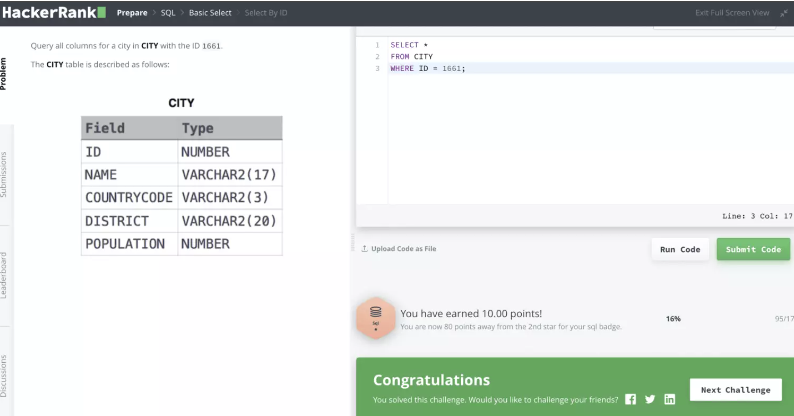 HackerRank Prepare > SQL > Basic Select > Select By ID Exit Full Screen View
Problem
Submissions
Leaderboard
Discussions
Query all columns for a city in CITY with the ID 1661.
The CITY table is described as follows:
CITY
Field Type
ID NUMBER
NAME VARCHAR2(17)
COUNTRYCODE VARCHAR2(3)
DISTRICT VARCHAR2(20)
POPULATION NUMBER
1 SELECT *
2 FROM CITY
3 WHERE ID = 1661;
Line: 3 Col: 17
Upload Code as File
Run Code
Submit Code
Sql
You have earned 10.00 points!
You are now 80 points away from the 2nd star for your sql badge.
16% 95/17
Congratulations
You solved this challenge. Would you like to challenge your friends?
Next Challenge